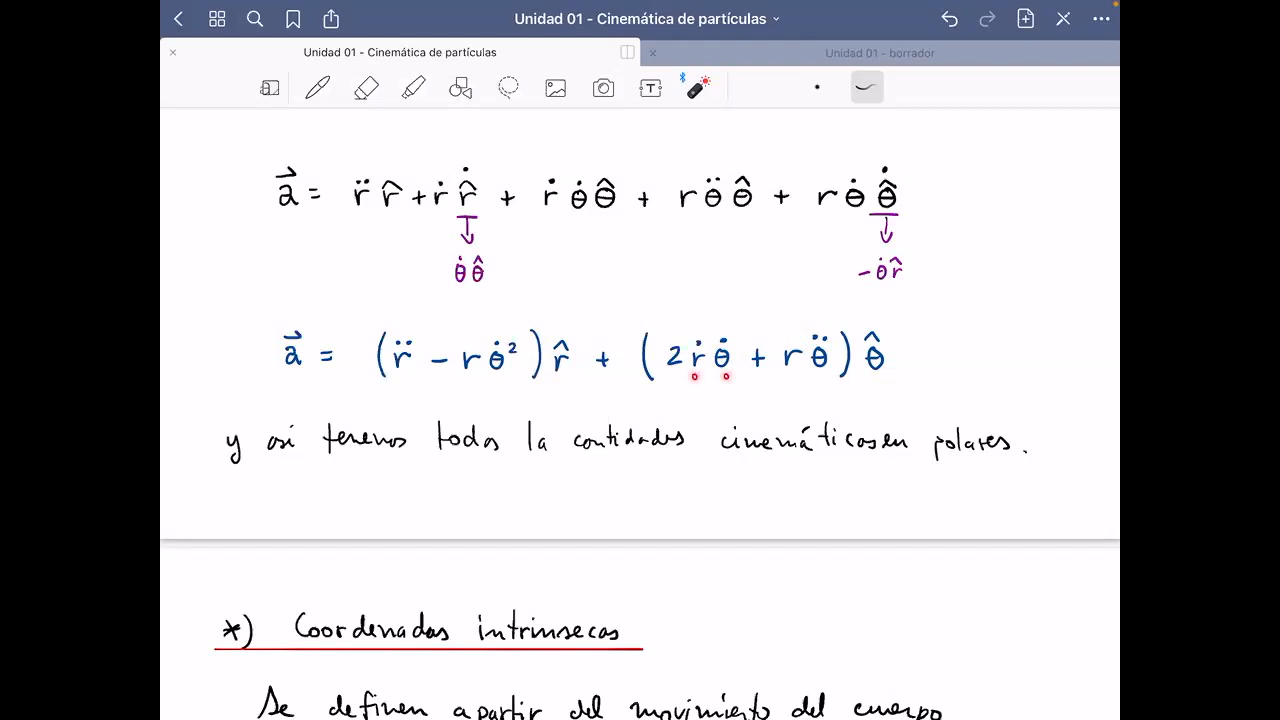 Unidad 01 - Cinemática de partículas
Unidad 01 - Cinemática de partículas
Unidad 01 - borrador
T
a⃗ = r̈ r̂ + ṙ r̂̇ + ṙ θ̇ θ̂ + r θ̈ θ̂ + r θ̇ θ̂̇
θ̇ θ̂
- θ̇ r̂
a⃗ = (r̈ - r θ̇²) r̂ + (2 ṙ θ̇ + r θ̈) θ̂
y así tenemos todas la cantidades cinemáticas en polares.
*) Coordenadas intrinsecas
Se definen a partir del movimiento del cuerpo